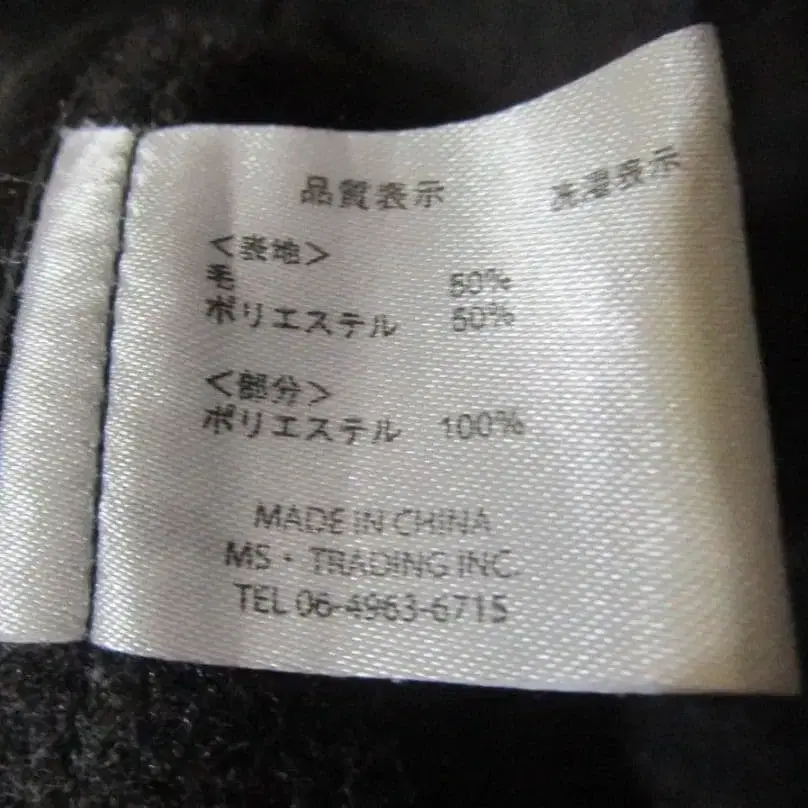 品質表示 洗濯表示
<表地>
毛 50%
ポリエステル 50%
<部分>
ポリエステル 100%
MADE IN CHINA
MS・TRADING INC.
TEL 06-4963-6715